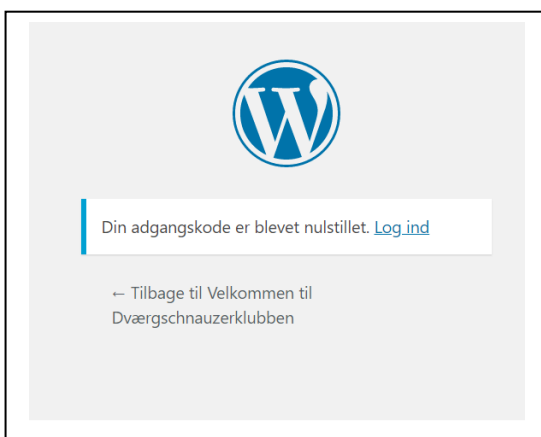 Din adgangskode er blevet nulstillet. Log ind
← Tilbage til Velkommen til
Dværgschnauzerklubben